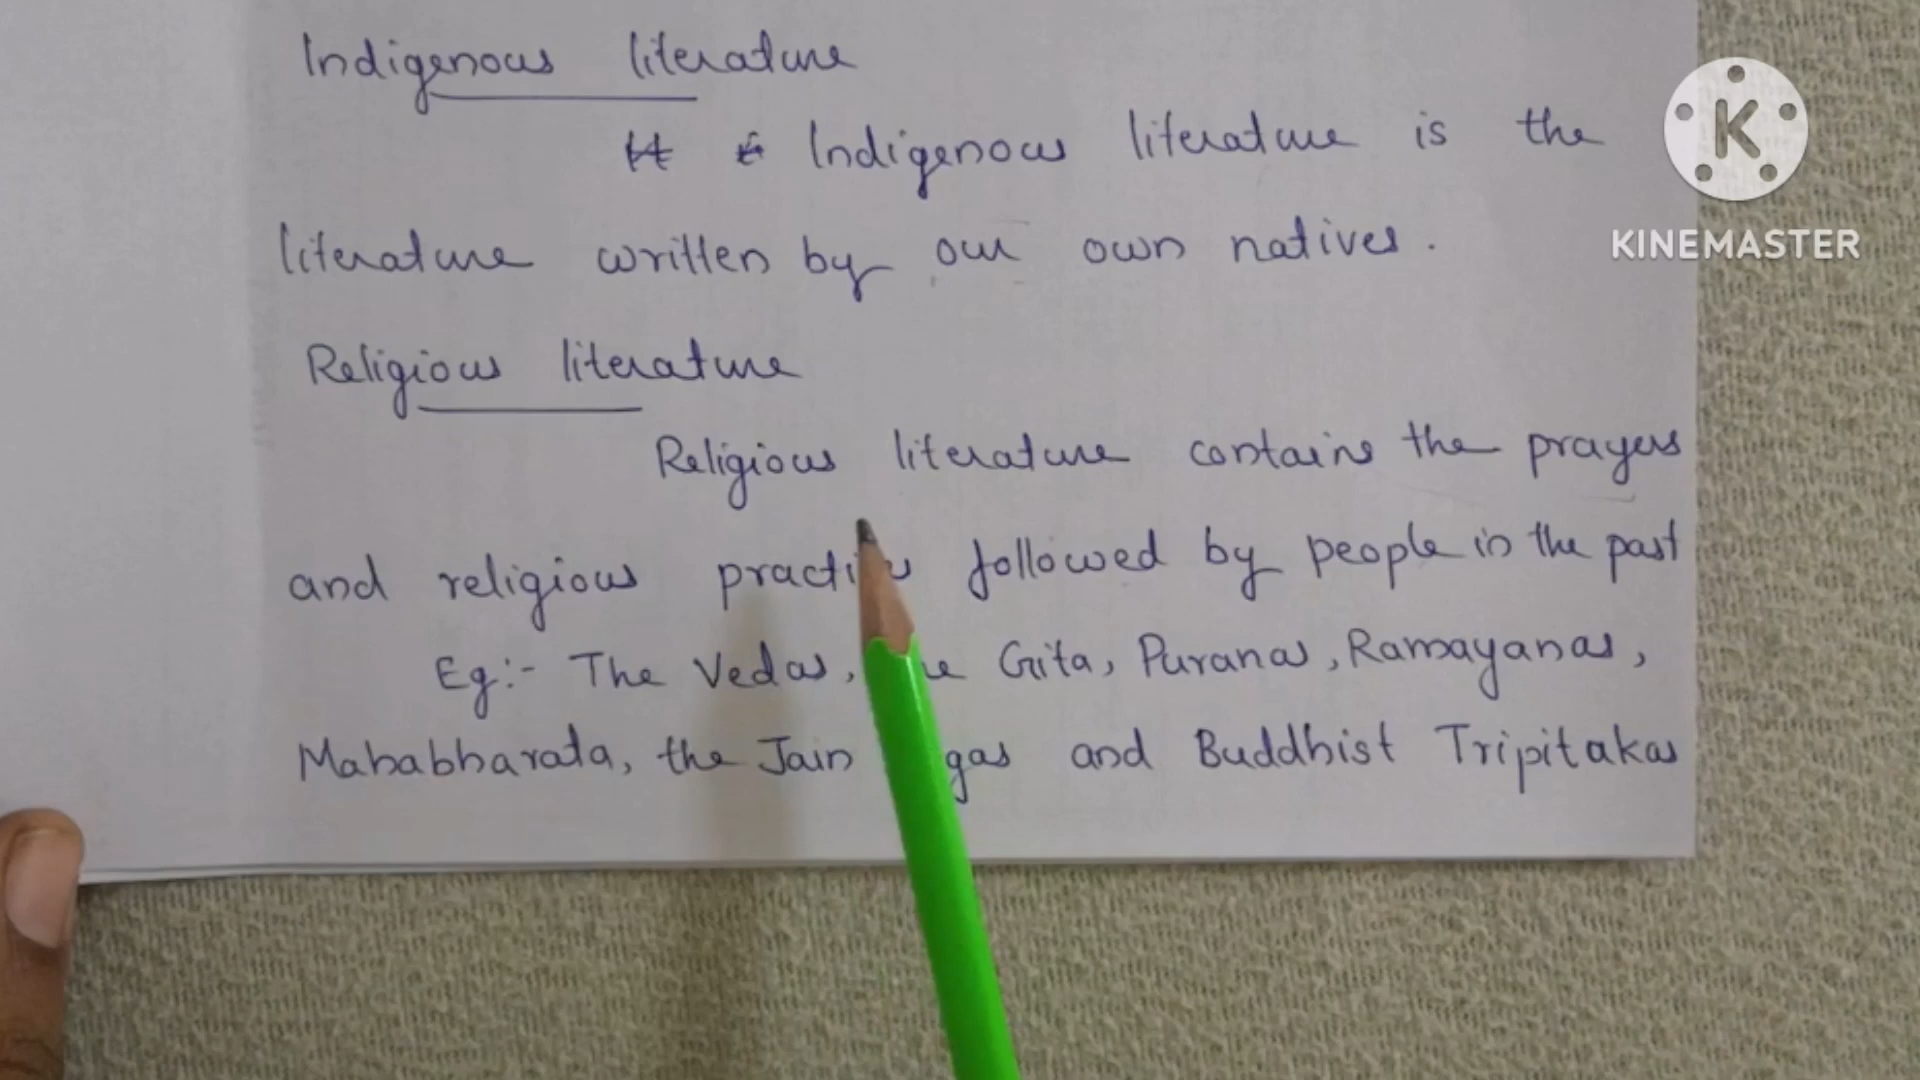 Indigenous literature
Indigenous literature is the
literature written by our own natives.
Religious literature
Religious literature contains the prayers
and religious followed by people in the past
Eg:- The Vedas, Gita, Puranas, Ramayanas,
Mahabharata, the Jain and Buddhist Tripitakas
K
KINEMASTER